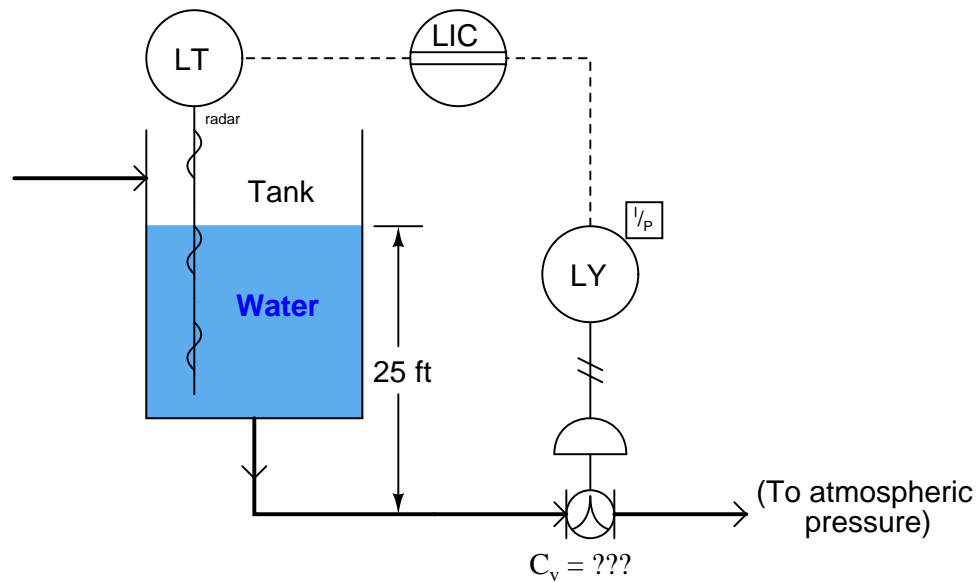 LT
LIC
radar
Tank
I/P
LY
Water
25 ft
(To atmospheric
pressure)
Cv = ???